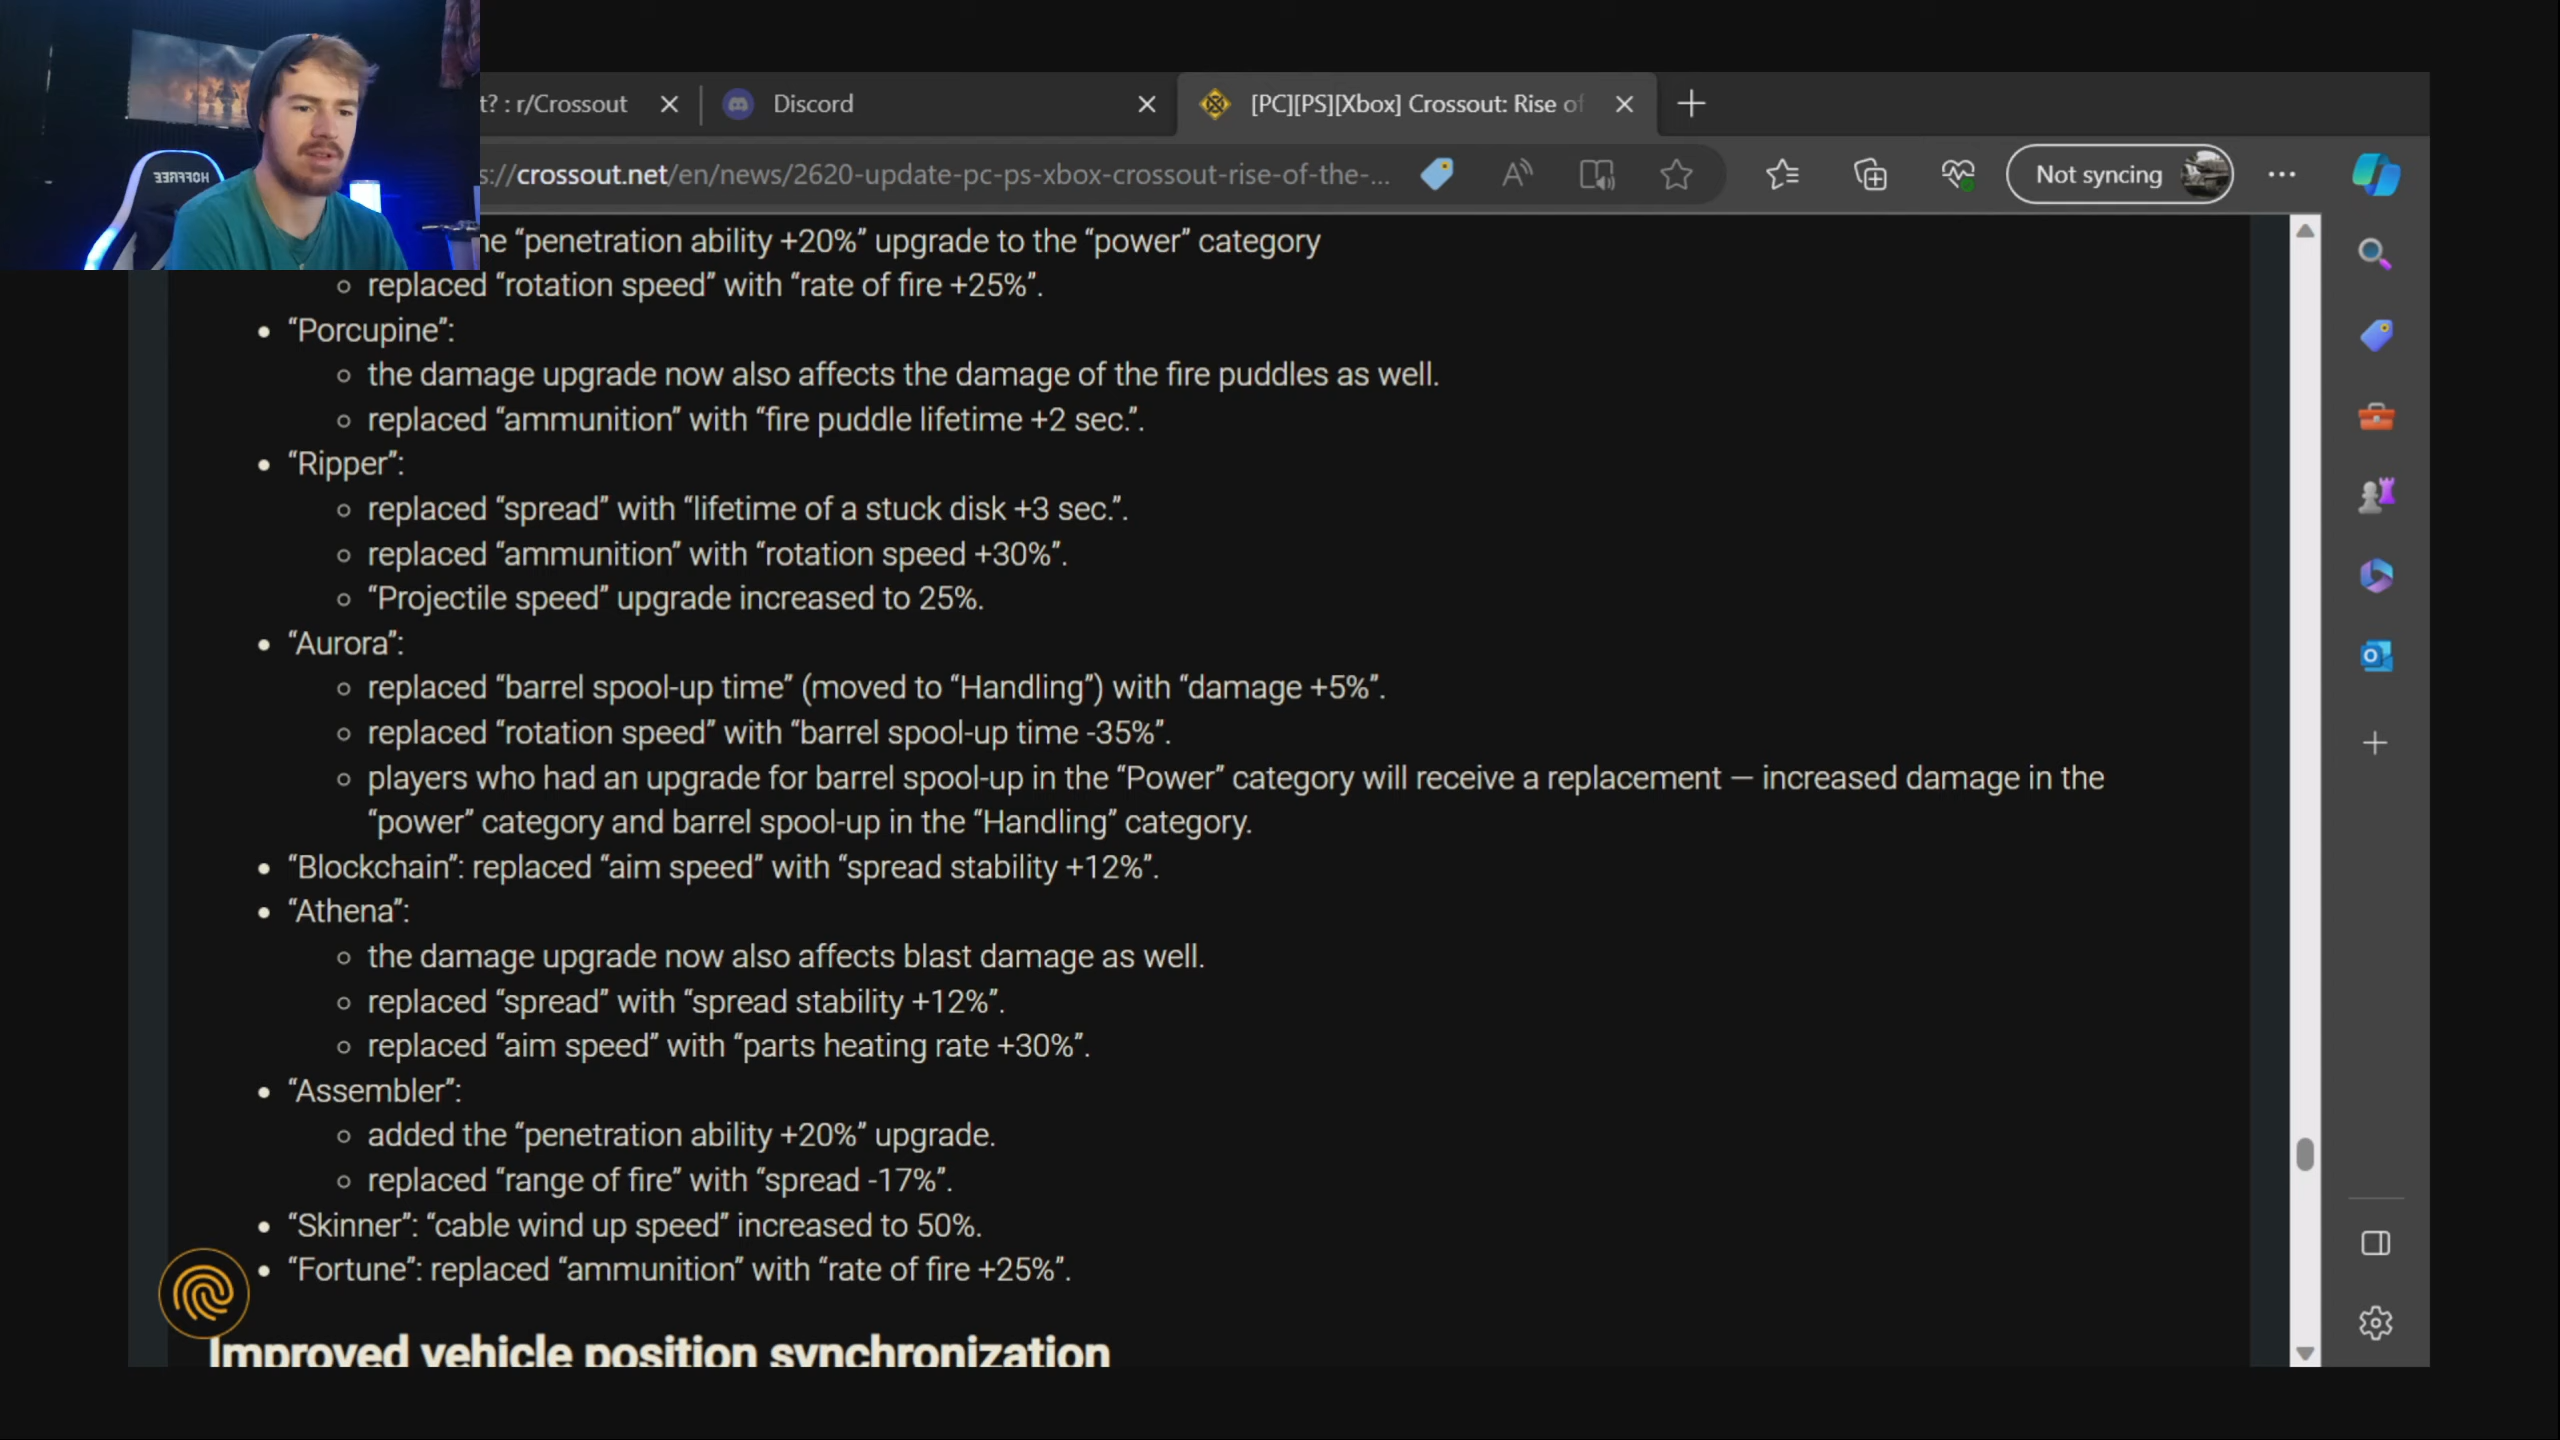 t? : r/Crossout
Discord
[PC][PS][Xbox] Crossout: Rise of
s://crossout.net/en/news/2620-update-pc-ps-xbox-crossout-rise-of-the-...
Not syncing
HOFFREE
he “penetration ability +20%” upgrade to the “power” category
replaced “rotation speed” with “rate of fire +25%”.
“Porcupine”:
the damage upgrade now also affects the damage of the fire puddles as well.
replaced “ammunition” with “fire puddle lifetime +2 sec.”.
“Ripper”:
replaced “spread” with “lifetime of a stuck disk +3 sec.”.
replaced “ammunition” with “rotation speed +30%”.
“Projectile speed” upgrade increased to 25%.
“Aurora”:
replaced “barrel spool-up time” (moved to “Handling”) with “damage +5%”.
replaced “rotation speed” with “barrel spool-up time -35%”.
players who had an upgrade for barrel spool-up in the “Power” category will receive a replacement — increased damage in the
“power” category and barrel spool-up in the “Handling” category.
“Blockchain”: replaced “aim speed” with “spread stability +12%”.
“Athena”:
the damage upgrade now also affects blast damage as well.
replaced “spread” with “spread stability +12%”.
replaced “aim speed” with “parts heating rate +30%”.
“Assembler”:
added the “penetration ability +20%” upgrade.
replaced “range of fire” with “spread -17%”.
“Skinner”: “cable wind up speed” increased to 50%.
“Fortune”: replaced “ammunition” with “rate of fire +25%”.
Improved vehicle position synchronization